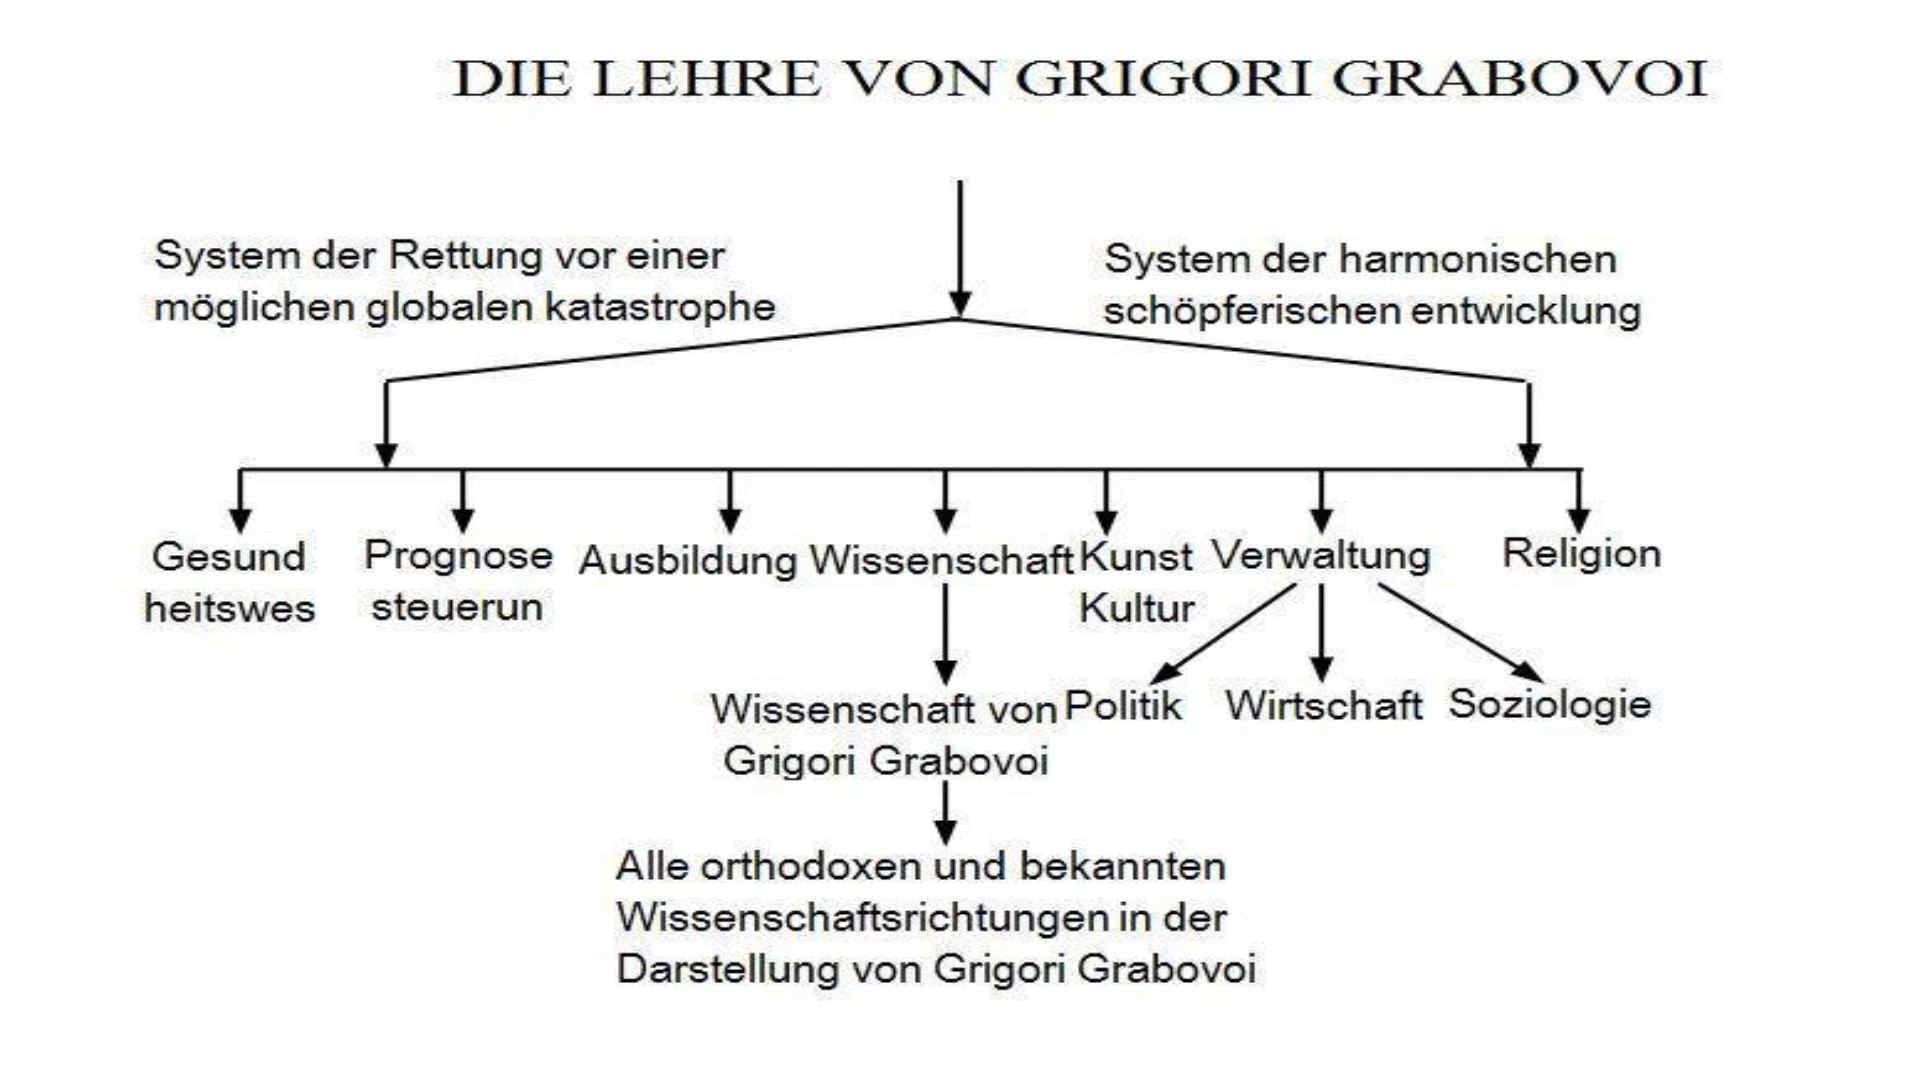 DIE LEHRE VON GRIGORI GRABOVOI
System der Rettung vor einer
möglichen globalen katastrophe
System der harmonischen
schöpferischen entwicklung
Gesund
heitswes
Prognose
steuerun
Ausbildung
Wissenschaft
Kunst
Kultur
Verwaltung
Religion
Wissenschaft von
Grigori Grabovoi
Politik
Wirtschaft
Soziologie
Alle orthodoxen und bekannten
Wissenschaftsrichtungen in der
Darstellung von Grigori Grabovoi